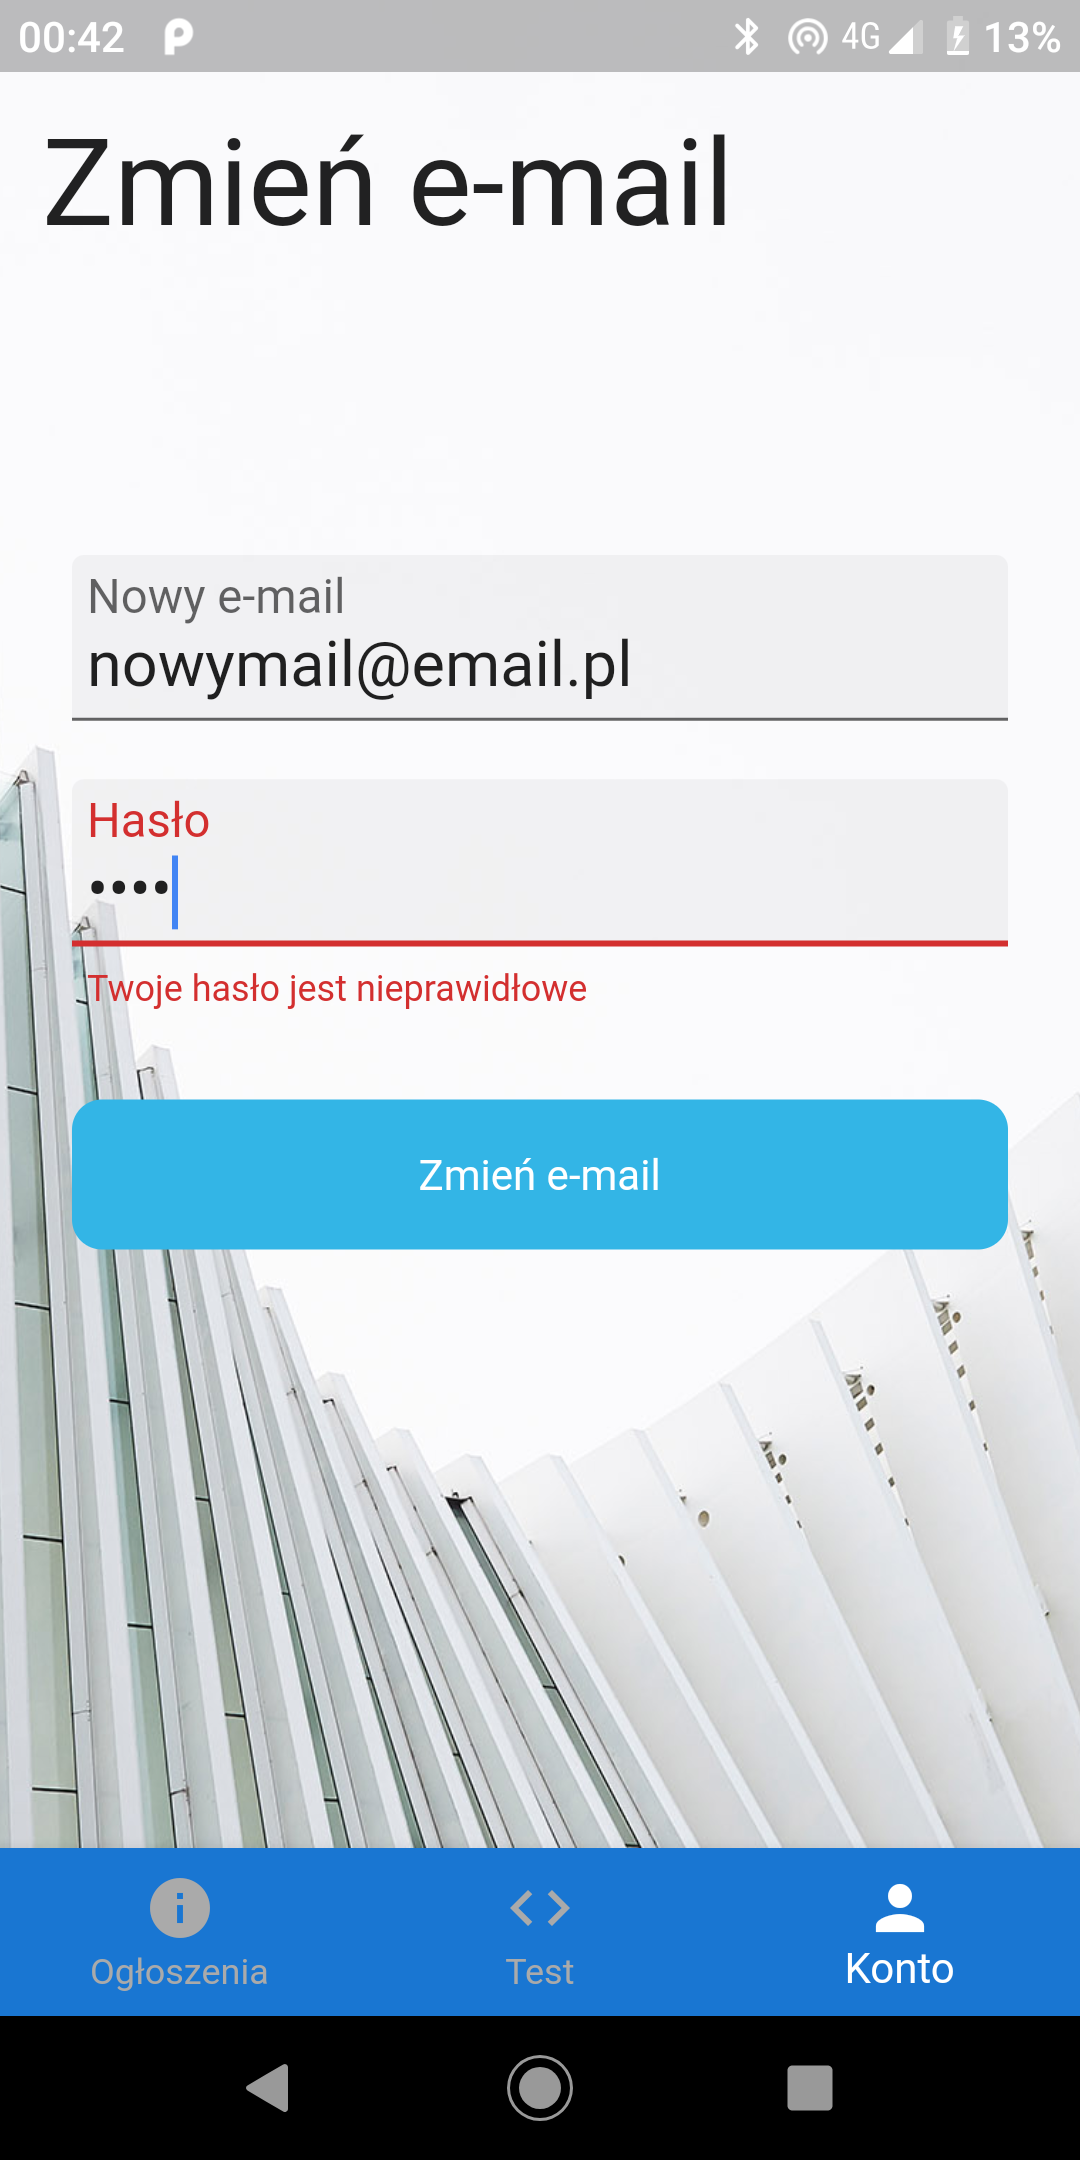 00:42 4G 13%
Zmień e-mail
Nowy e-mail
nowymail@email.pl
Hasło
••••
Twoje hasło jest nieprawidłowe
Zmień e-mail
Ogłoszenia Test Konto